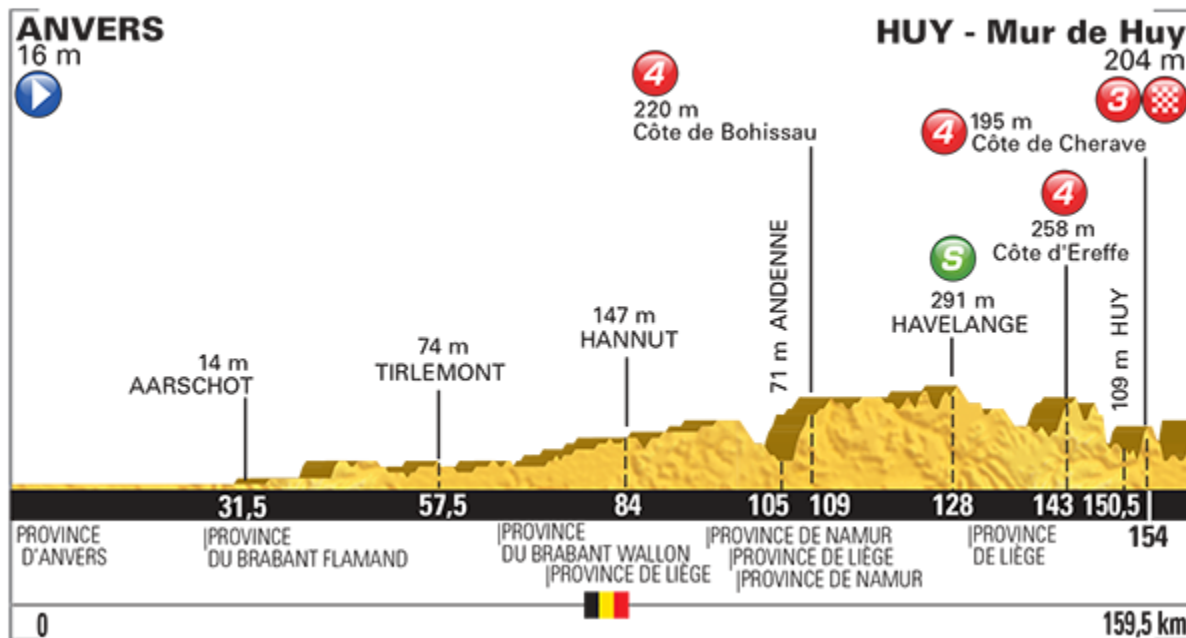 ANVERS
16 m
HUY - Mur de Huy
204 m
3
4
220 m
Côte de Bohissau
4
195 m
Côte de Cherave
4
258 m
Côte d'Ereffe
S
291 m
HAVELANGE
71 m ANDENNE
109 m HUY
147 m
HANNUT
74 m
TIRLEMONT
14 m
AARSCHOT
31,5 57,5 84 105 109 128 143 150,5
154
PROVINCE
D'ANVERS
|PROVINCE
DU BRABANT FLAMAND
|PROVINCE
DU BRABANT WALLON
|PROVINCE DE LIÈGE
|PROVINCE DE NAMUR
|PROVINCE DE LIÈGE
|PROVINCE DE NAMUR
|PROVINCE
DE LIÈGE
0
159,5 km